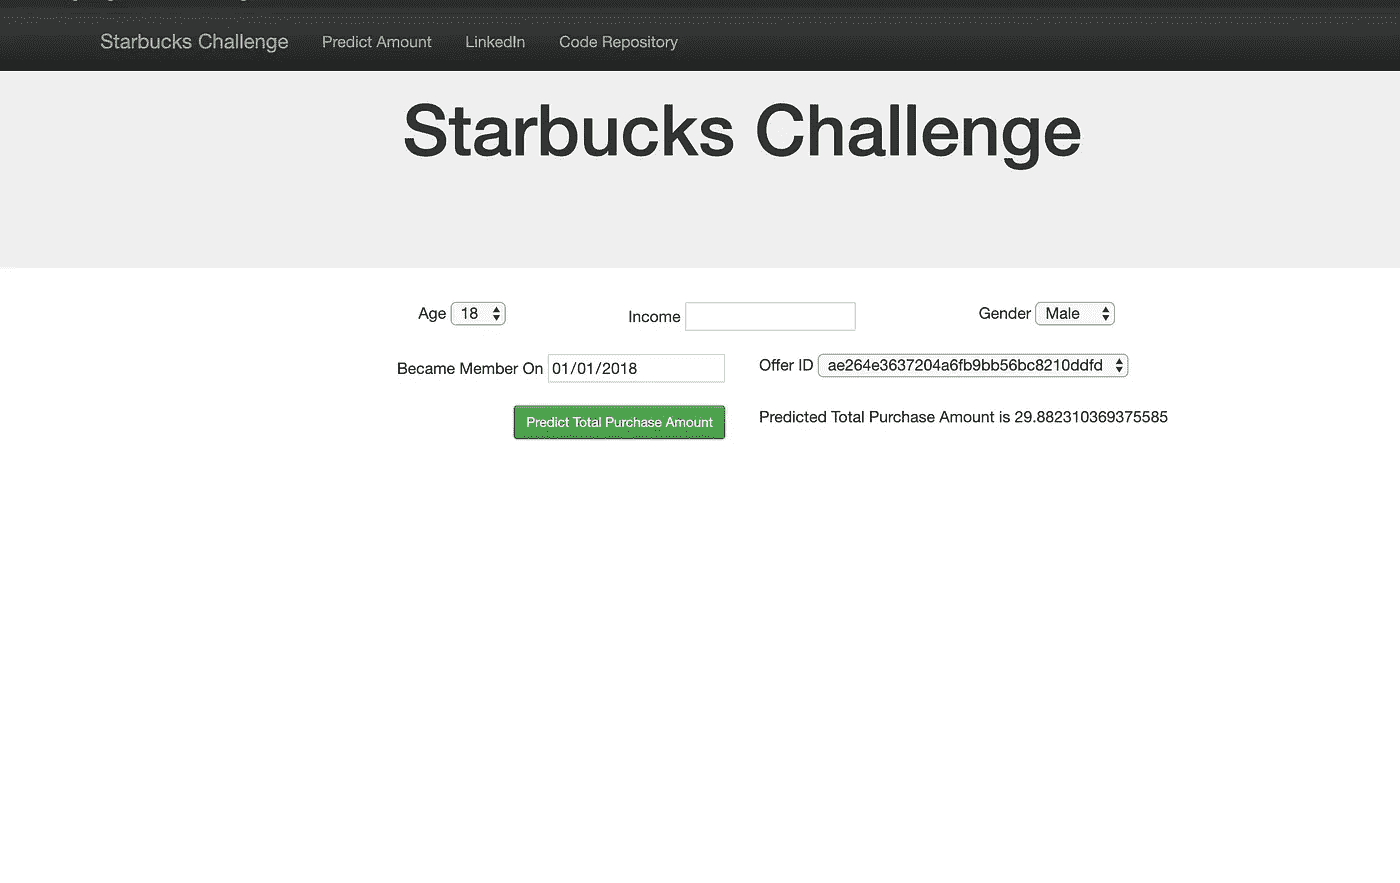 Starbucks Challenge Predict Amount LinkedIn Code Repository
Starbucks Challenge
Age 18 Income Gender Male
Became Member On 01/01/2018 Offer ID ae264e3637204a6fb9bb56bc8210ddfd
Predict Total Purchase Amount Predicted Total Purchase Amount is 29.882310369375585